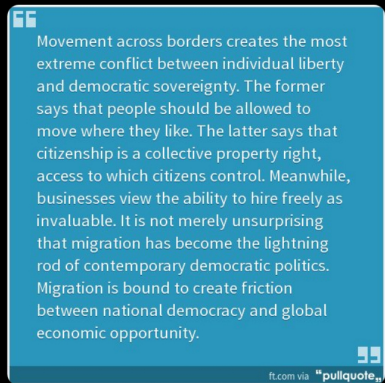 Movement across borders creates the most
extreme conflict between individual liberty
and democratic sovereignty. The former
says that people should be allowed to
move where they like. The latter says that
citizenship is a collective property right,
access to which citizens control. Meanwhile,
businesses view the ability to hire freely as
invaluable. It is not merely unsurprising
that migration has become the lightning
rod of contemporary democratic politics.
Migration is bound to create friction
between national democracy and global
economic opportunity.
ft.com via “pullquote„